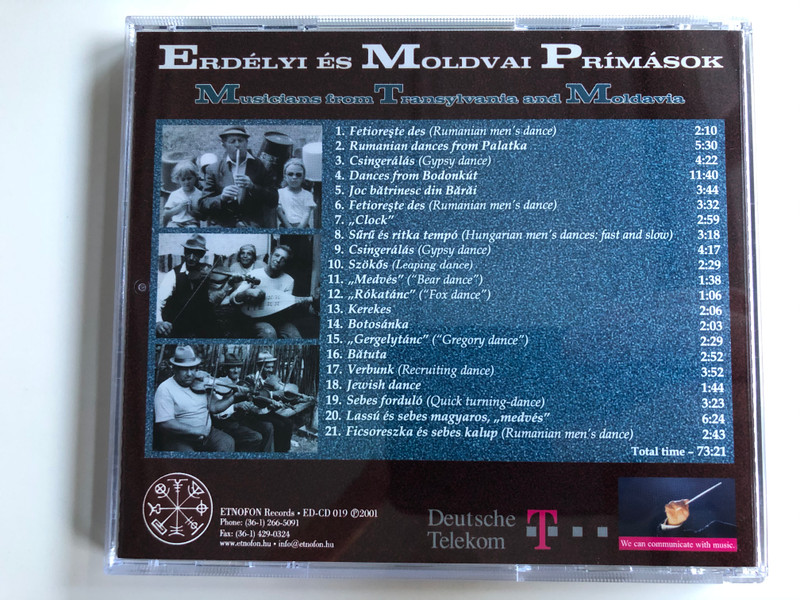 Erdélyi és Moldvai Prímások
Musicians from Transylvania and Moldavia
1. Fetioreşte des (Rumanian men's dance) 2:10
2. Rumanian dances from Palatka 5:30
3. Csingerálás (Gypsy dance) 4:22
4. Dances from Bodonkút 11:40
5. Joc bătrinesc din Bărăi 3:44
6. Fetioreşte des (Rumanian men's dance) 3:32
7. „Clock" 2:59
8. Sűrű és ritka tempó (Hungarian men's dances: fast and slow) 3:18
9. Csingerálás (Gypsy dance) 4:17
10. Szökős (Leaping dance) 2:29
11. „Medvés" ("Bear dance") 1:38
12. „Rókatánc" ("Fox dance") 1:06
13. Kerekes 2:06
14. Botosánka 2:03
15. „Gergelytánc" ("Gregory dance") 2:29
16. Bătuta 2:52
17. Verbunk (Recruiting dance) 3:52
18. Jewish dance 1:44
19. Sebes forduló (Quick turning-dance) 3:23
20. Lassú és sebes magyaros, „medvés" 6:24
21. Ficsoreszka és sebes kalup (Rumanian men's dance) 2:43
Total time – 73:21
ETNOFON Records • ED-CD 019 ℗2001
Phone: (36-1) 266-5091
Fax: (36-1) 429-0324
www.etnofon.hu • info@etnofon.hu
Deutsche
Telekom
T
We can communicate with music.